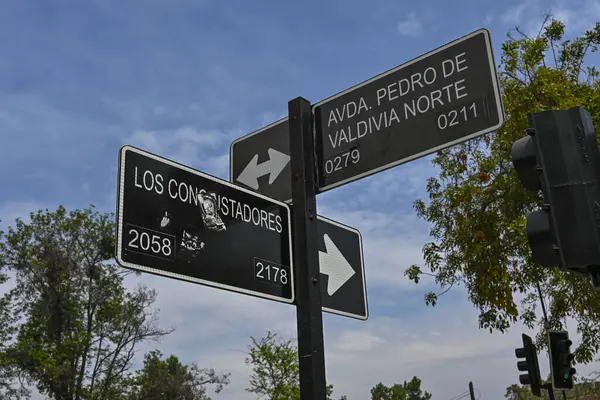 AVDA. PEDRO DE
VALDIVIA NORTE
0279 0211
LOS CONQUISTADORES
2058 2178